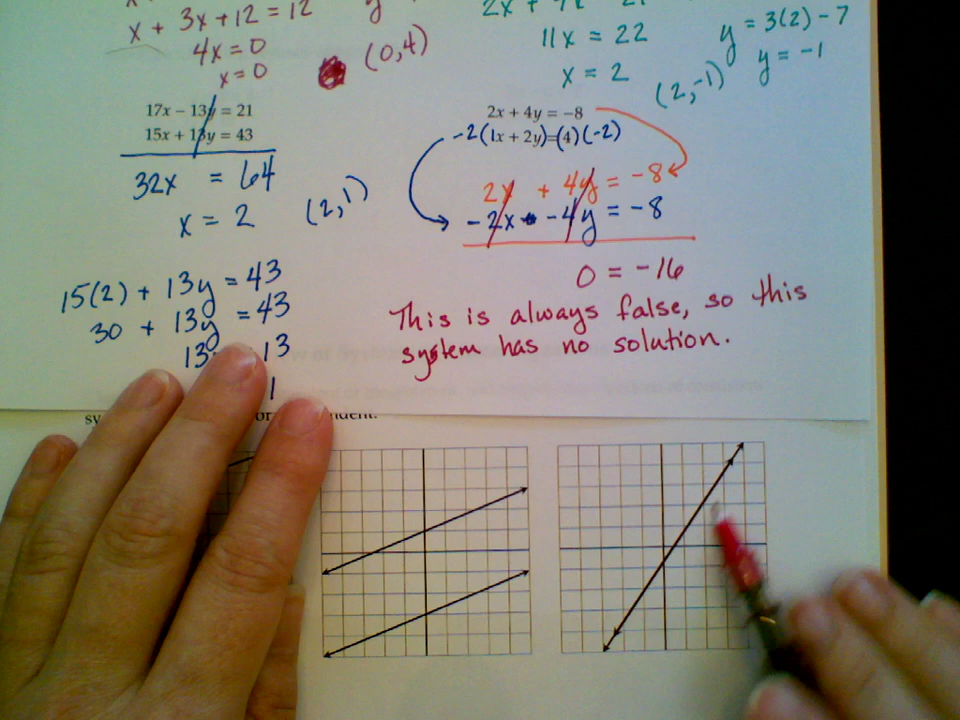 x + 3x + 12 = 12
4x = 0
x = 0
(0,4)
11x = 22
x = 2
y = 3(2) - 7
y = -1
(2,-1)
17x − 13y = 21
15x + 13y = 43
32x = 64
x = 2
(2,1)
15(2) + 13y = 43
30 + 13y = 43
13
13
1
2x + 4y = −8
-2(1x + 2y)=(4)(-2)
2x + 4y = -8
-2x - 4y = -8
0 = -16
This is always false, so this
system has no solution.